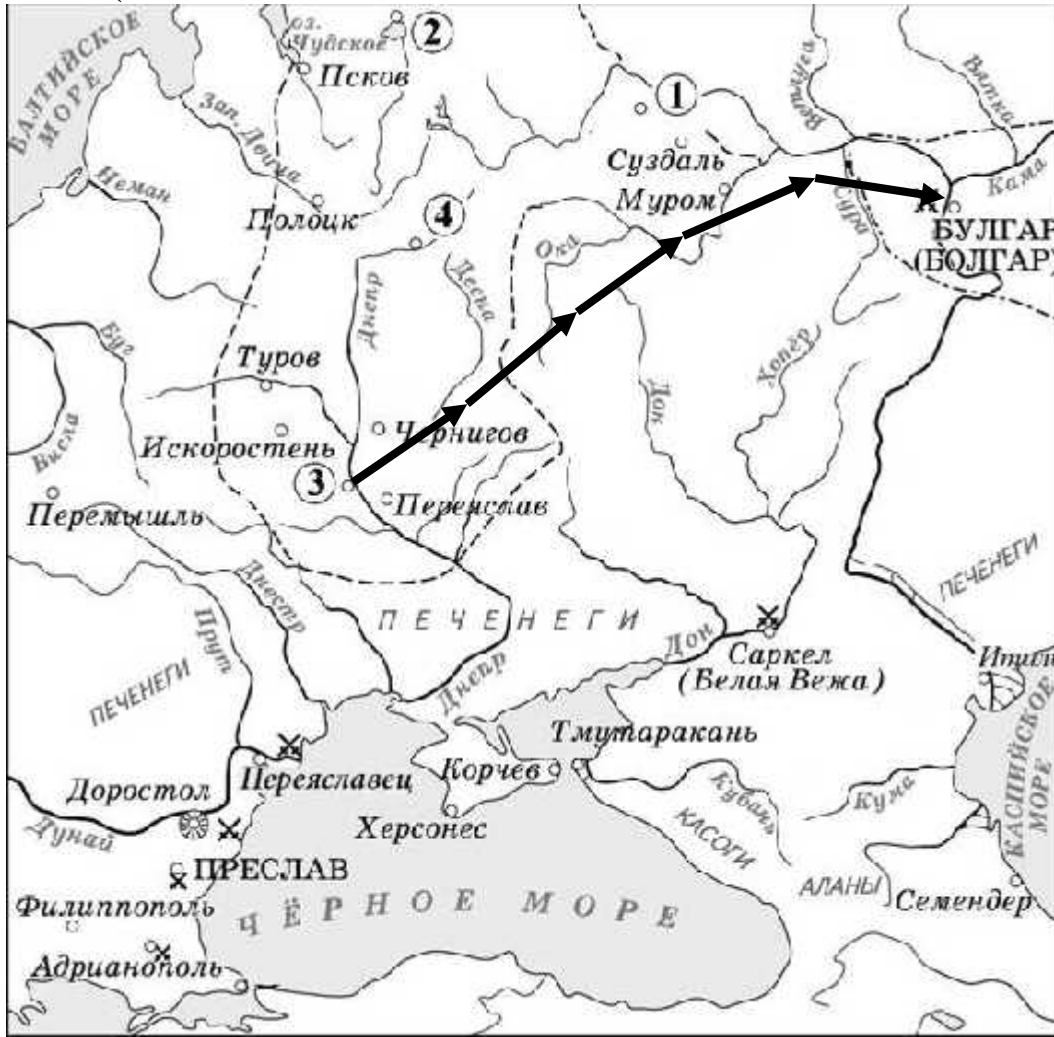 БАЛТИЙСКОЕ
МОРЕ
оз.
Чудское
2
Псков
Зап. Двина
1
Ветлуга
Вятка
Суздаль
Муром
Кама
Неман
Полоцк
4
Ока
Сура
БУЛГАР
(БОЛГАР)
Днепр
Десна
Буг
Туров
Дон
Хопёр
Висла
Искоростень
Чернигов
3
Переяслав
Перемышль
Днестр
Прут
ПЕЧЕНЕГИ
ПЕЧЕНЕГИ
ПЕЧЕНЕГИ
Днепр
Дон
Саркел
(Белая Вежа)
КАСПИЙСКОЕ
МОРЕ
Тмутаракань
Переяславец
Корчев
Доростол
Дунай
Херсонес
Кубань
КАСОГИ
Кума
ПРЕСЛАВ
АЛАНЫ
Семендер
Филиппополь
ЧЁРНОЕ МОРЕ
Адрианополь